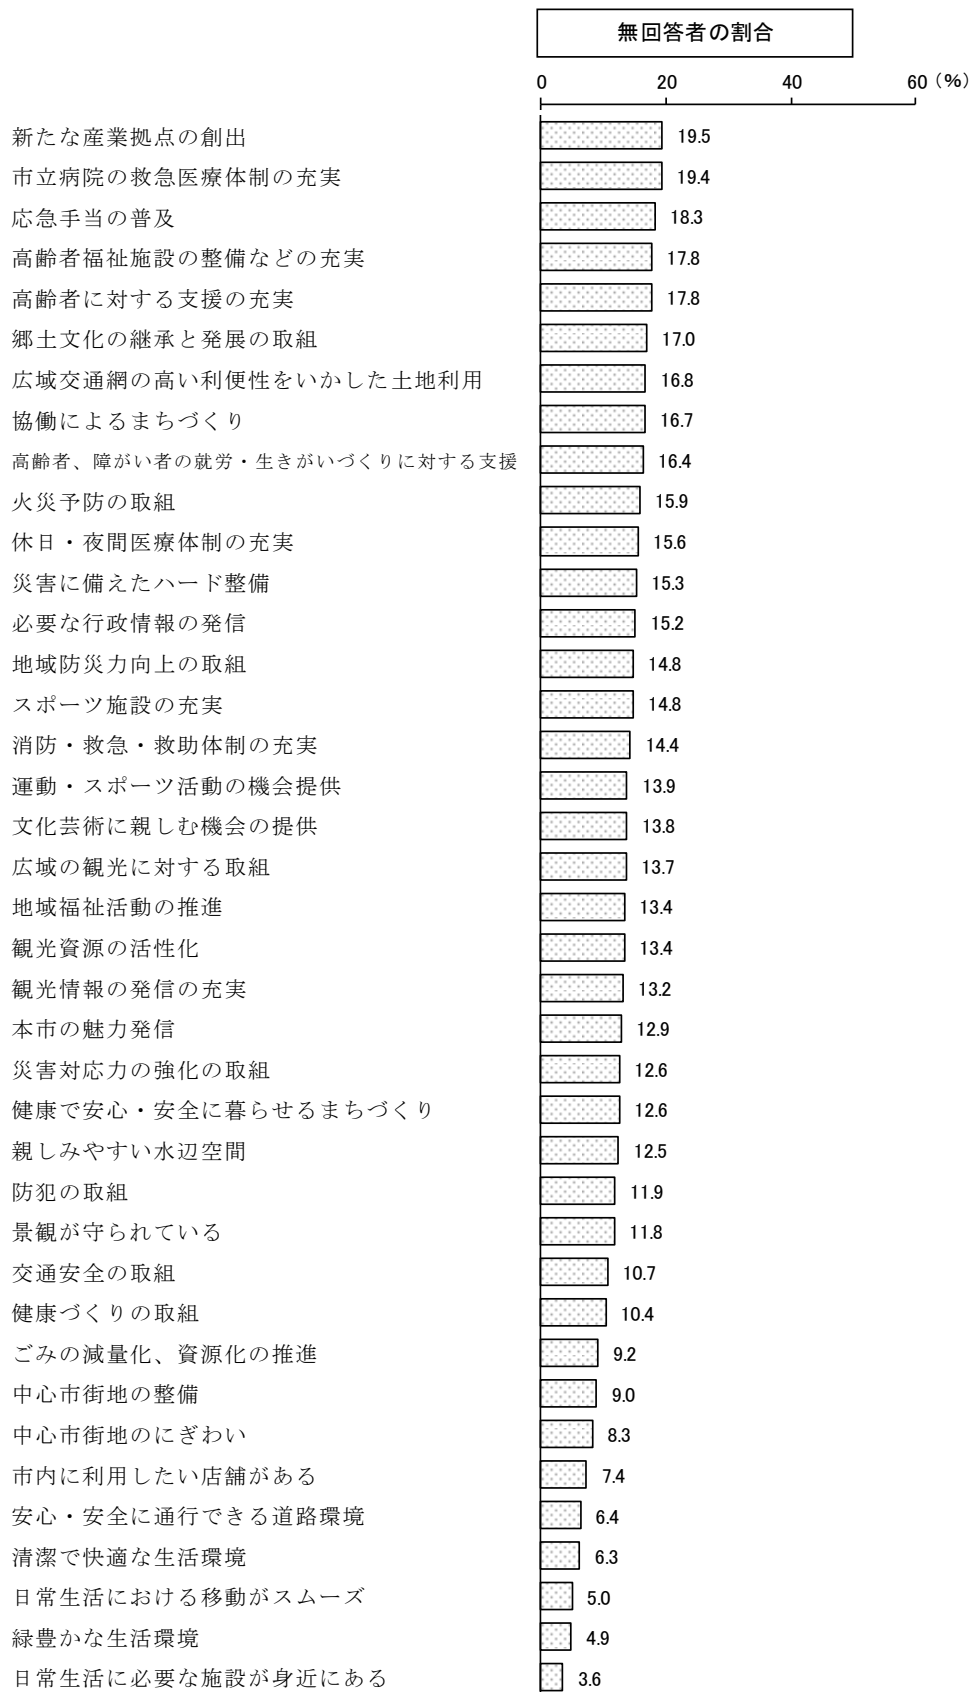 無回答者の割合
0 20 40 60 (%)
新たな産業拠点の創出 19.5
市立病院の救急医療体制の充実 19.4
応急手当の普及 18.3
高齢者福祉施設の整備などの充実 17.8
高齢者に対する支援の充実 17.8
郷土文化の継承と発展の取組 17.0
広域交通網の高い利便性をいかした土地利用 16.8
協働によるまちづくり 16.7
高齢者、障がい者の就労・生きがいづくりに対する支援 16.4
火災予防の取組 15.9
休日・夜間医療体制の充実 15.6
災害に備えたハード整備 15.3
必要な行政情報の発信 15.2
地域防災力向上の取組 14.8
スポーツ施設の充実 14.8
消防・救急・救助体制の充実 14.4
運動・スポーツ活動の機会提供 13.9
文化芸術に親しむ機会の提供 13.8
広域の観光に対する取組 13.7
地域福祉活動の推進 13.4
観光資源の活性化 13.4
観光情報の発信の充実 13.2
本市の魅力発信 12.9
災害対応力の強化の取組 12.6
健康で安心・安全に暮らせるまちづくり 12.6
親しみやすい水辺空間 12.5
防犯の取組 11.9
景観が守られている 11.8
交通安全の取組 10.7
健康づくりの取組 10.4
ごみの減量化、資源化の推進 9.2
中心市街地の整備 9.0
中心市街地のにぎわい 8.3
市内に利用したい店舗がある 7.4
安心・安全に通行できる道路環境 6.4
清潔で快適な生活環境 6.3
日常生活における移動がスムーズ 5.0
緑豊かな生活環境 4.9
日常生活に必要な施設が身近にある 3.6